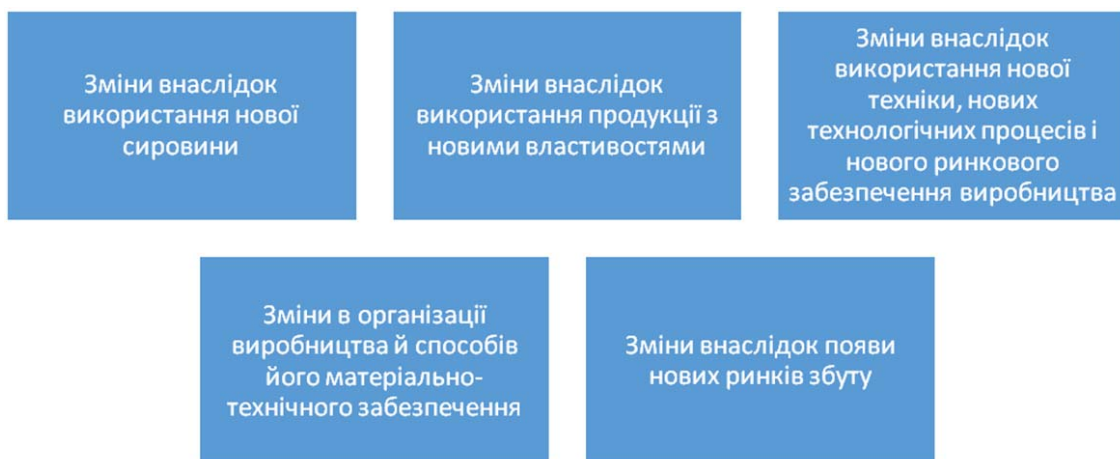 Зміни внаслідок
використання нової
сировини
Зміни внаслідок
використання продукції з
новими властивостями
Зміни внаслідок
використання нової
техніки, нових
технологічних процесів і
нового ринкового
забезпечення виробництва
Зміни в організації
виробництва й способів
його матеріально-
технічного забезпечення
Зміни внаслідок появи
нових ринків збуту